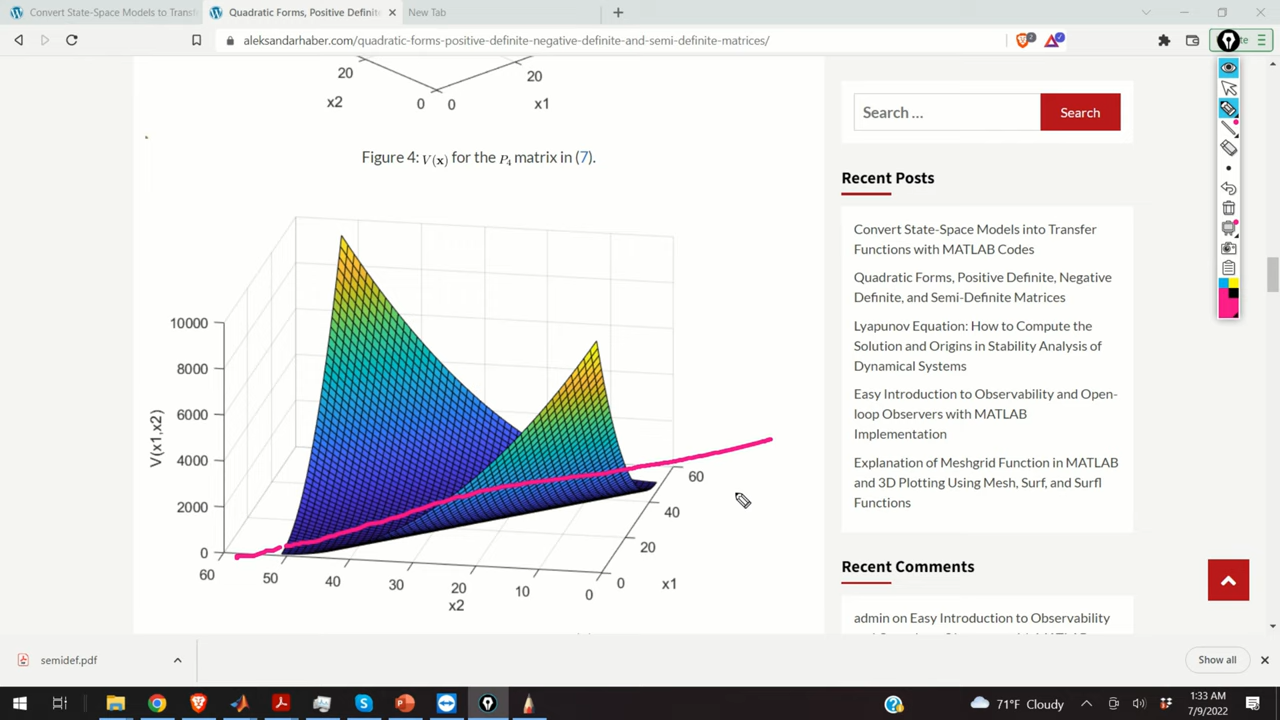 Convert State-Space Models to Transf
Quadratic Forms, Positive Definite
New Tab
aleksandarhaber.com/quadratic-forms-positive-definite-negative-definite-and-semi-definite-matrices/
20
20
x2
0
0
x1
Figure 4: V(x) for the P4 matrix in (7).
Search ...
Search
Recent Posts
Convert State-Space Models into Transfer
Functions with MATLAB Codes
Quadratic Forms, Positive Definite, Negative
Definite, and Semi-Definite Matrices
Lyapunov Equation: How to Compute the
Solution and Origins in Stability Analysis of
Dynamical Systems
Easy Introduction to Observability and Open-
loop Observers with MATLAB
Implementation
Explanation of Meshgrid Function in MATLAB
and 3D Plotting Using Mesh, Surf, and Surfl
Functions
Recent Comments
admin on Easy Introduction to Observability
V(x1,x2)
10000
8000
6000
4000
2000
0
60
50
40
30
20
10
0
x2
0
20
40
60
x1
semidef.pdf
Show all
71°F Cloudy
1:33 AM
7/9/2022